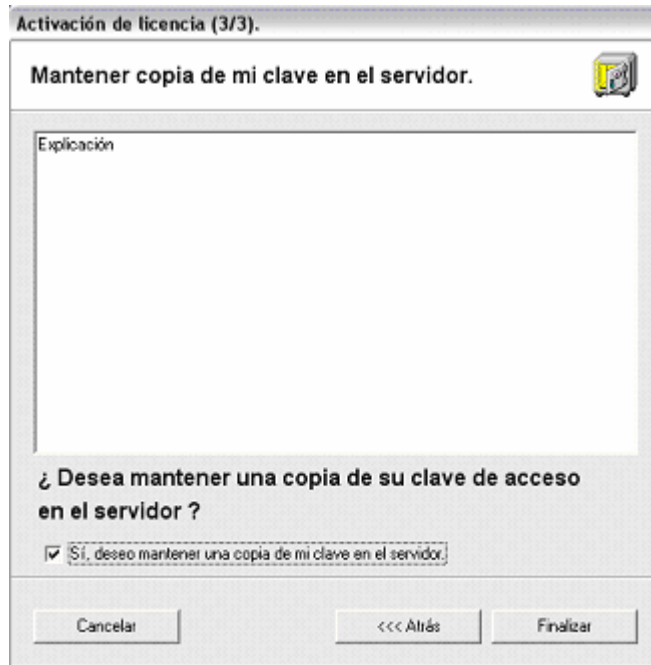 Activación de licencia (3/3).
Mantener copia de mi clave en el servidor.
Explicación
¿ Desea mantener una copia de su clave de acceso
en el servidor ?
Sí, deseo mantener una copia de mi clave en el servidor.
Cancelar
<<< Atrás
Finalizar